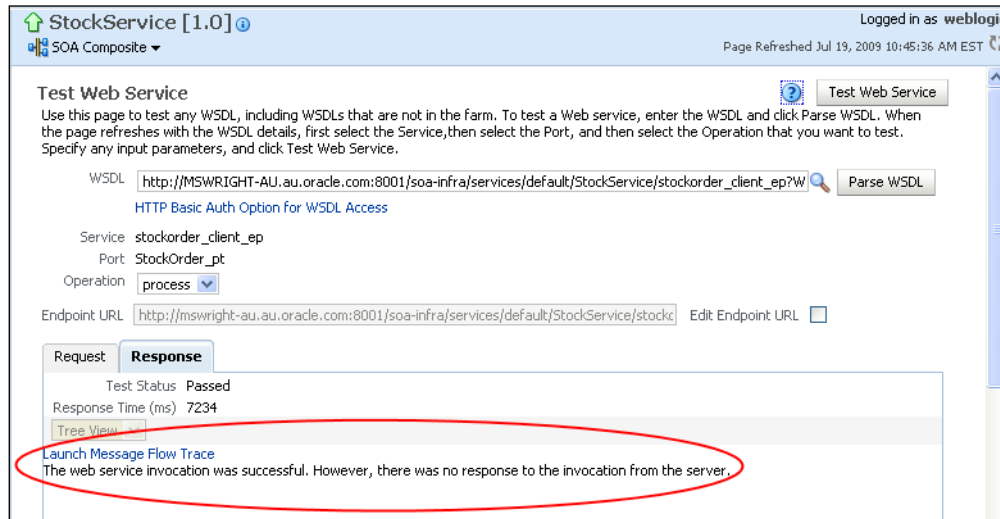 StockService [1.0]
Logged in as weblogi
SOA Composite
Page Refreshed Jul 19, 2009 10:45:36 AM EST
Test Web Service
Test Web Service
Use this page to test any WSDL, including WSDLs that are not in the farm. To test a Web service, enter the WSDL and click Parse WSDL. When
the page refreshes with the WSDL details, first select the Service,then select the Port, and then select the Operation that you want to test.
Specify any input parameters, and click Test Web Service.
WSDL http://MSWRIGHT-AU.au.oracle.com:8001/soa-infra/services/default/StockService/stockorder_client_ep?W Parse WSDL
HTTP Basic Auth Option for WSDL Access
Service stockorder_client_ep
Port StockOrder_pt
Operation process
Endpoint URL http://mswright-au.au.oracle.com:8001/soa-infra/services/default/StockService/stockc Edit Endpoint URL
Request Response
Test Status Passed
Response Time (ms) 7234
Tree View
Launch Message Flow Trace
The web service invocation was successful. However, there was no response to the invocation from the server.